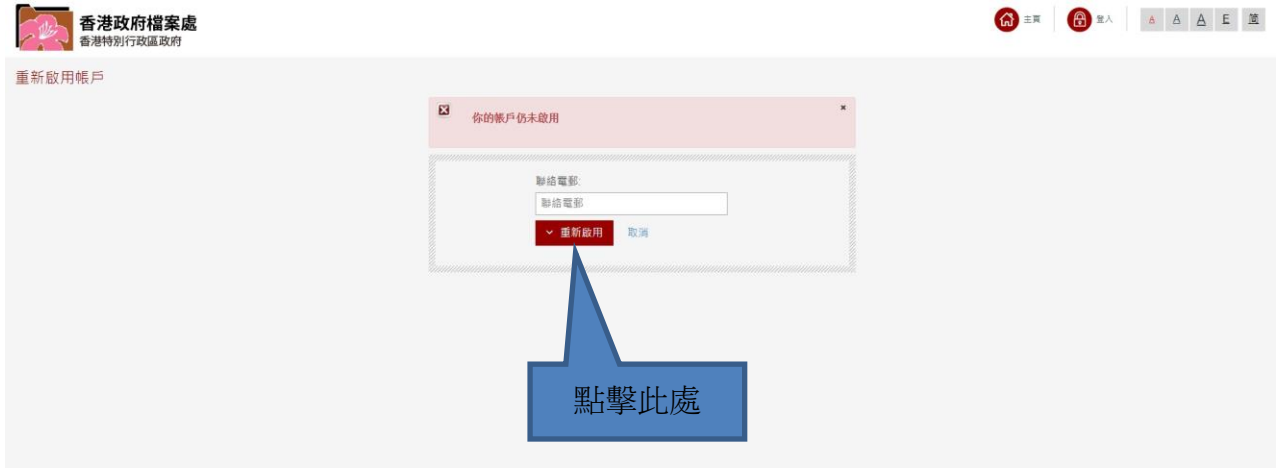 香港政府檔案處
香港特別行政區政府
主頁
登入
A A A E 簡
重新啟用帳戶
你的帳戶仍未啟用
聯絡電郵:
聯絡電郵
重新啟用 取消
點擊此處